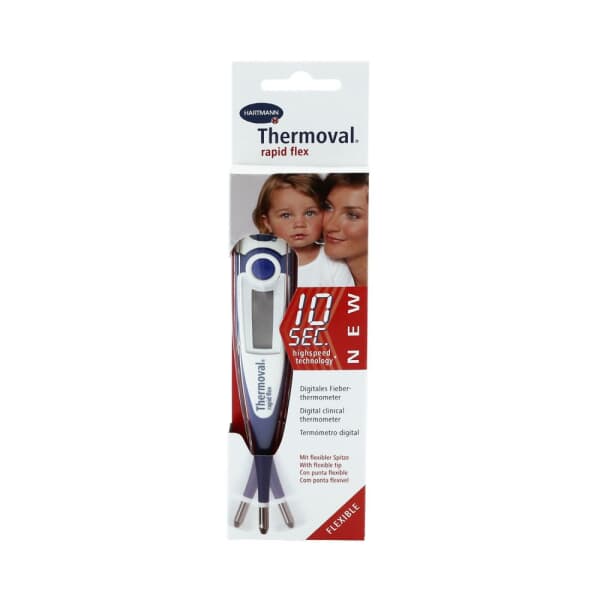 HARTMANN
Thermoval®
rapid flex
10
SEC.
highspeed
technology
NEW
Thermoval®
rapid flex
Digitales Fieber-
thermometer
Digital clinical
thermometer
Termómetro digital
Mit flexibler Spitze
With flexible tip
Con punta flexible
Com ponta flexível
FLEXIBLE